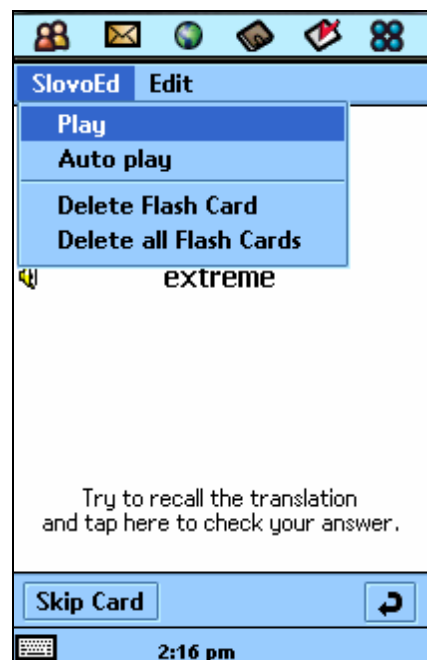 SlovoEd Edit
Play
Auto play
Delete Flash Card
Delete all Flash Cards
extreme
Try to recall the translation
and tap here to check your answer.
Skip Card
2:16 pm